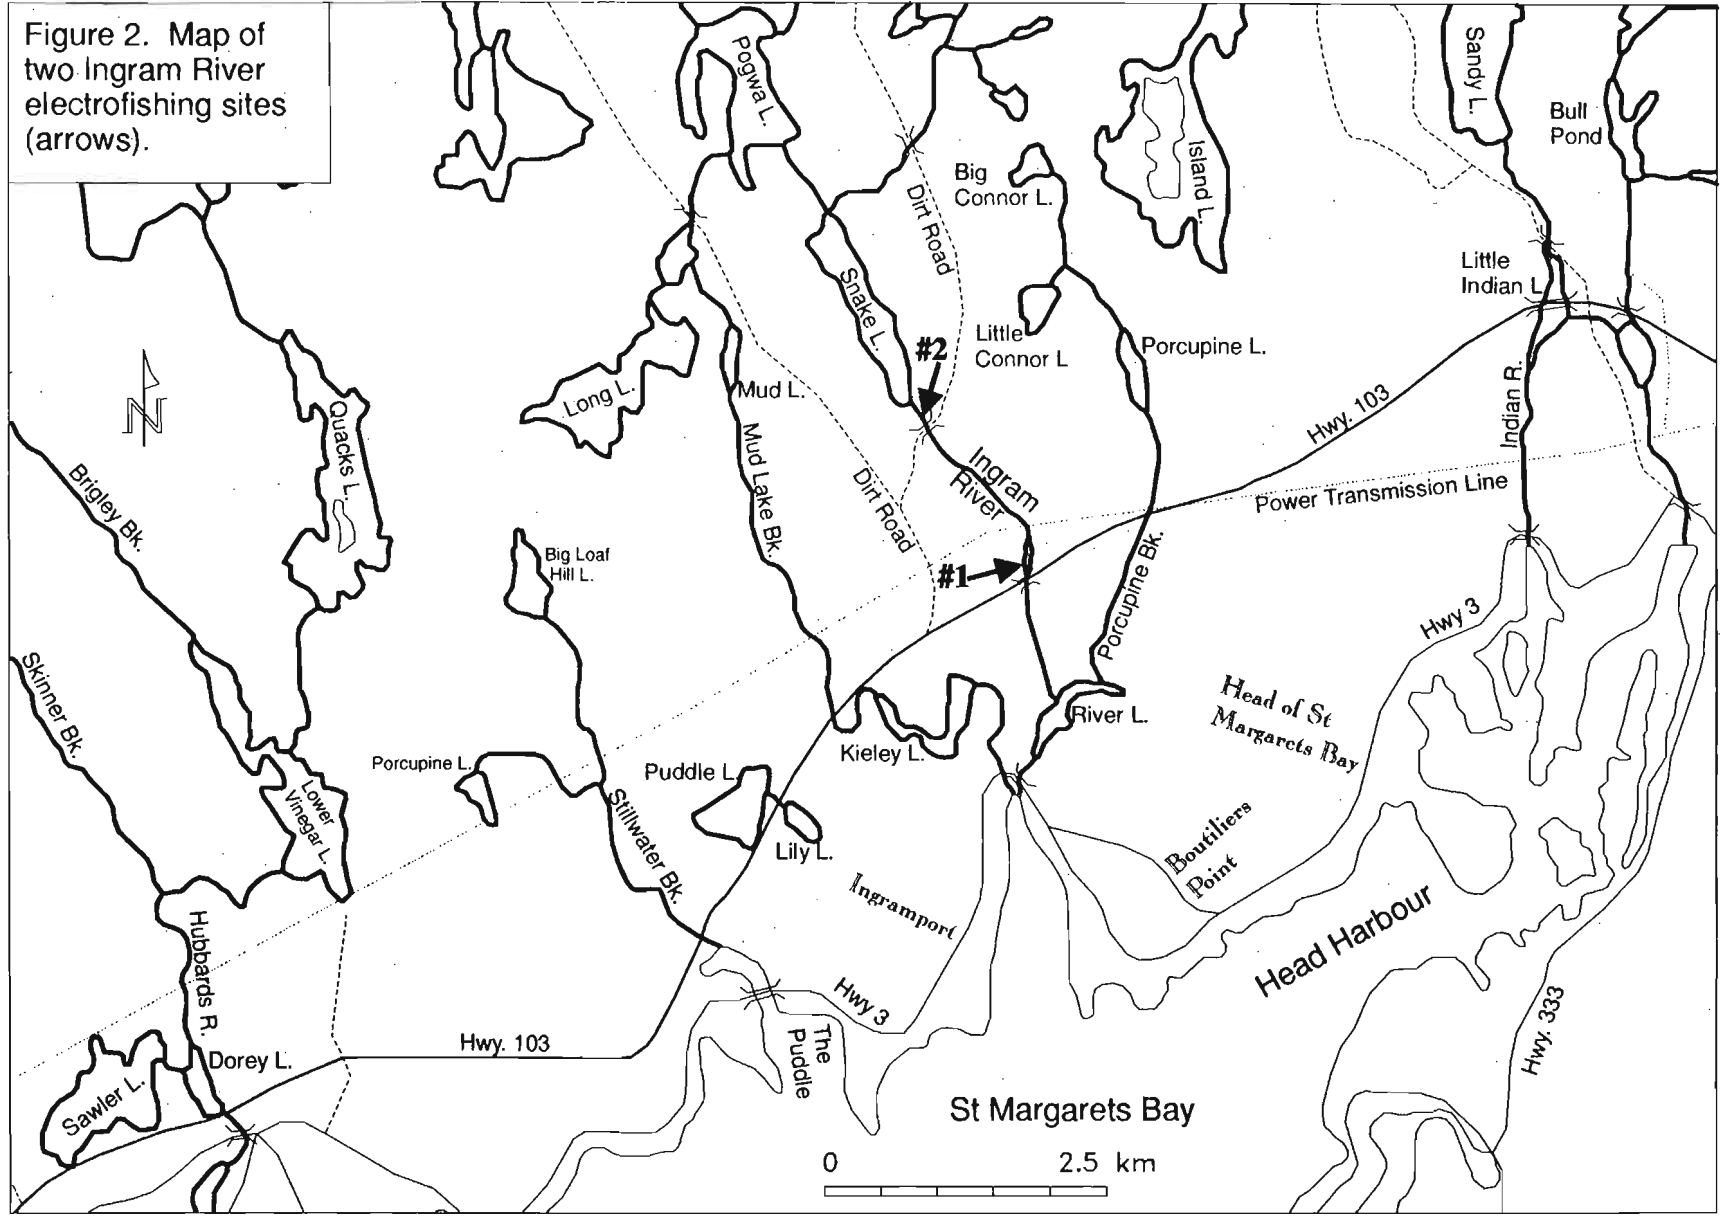 Figure 2. Map of
two Ingram River
electrofishing sites
(arrows).
Pogwa L.
Sandy L.
Bull
Pond
Big
Connor L.
Island L.
Dirt Road
Little
Indian L
Snake L.
#2
Little
Connor L
Porcupine L.
Long L.
Mud L.
Hwy. 103
Indian R.
Quacks L.
N
Mud Lake Bk.
Ingram
River
Dirt Road
Power Transmission Line
Brigley Bk.
Big Loaf
Hill L.
#1
Porcupine Bk.
Hwy 3
Skinner Bk.
Head of St
Margarets Bay
River L.
Kieley L.
Porcupine L.
Puddle L.
Lower
Vinegar L.
Stillwater Bk.
Lily L.
Boutiliers
Point
Ingramport
Head Harbour
Hubbards R.
Hwy 3
Hwy. 333
The
Puddle
Hwy. 103
Dorey L.
Sawler L.
St Margarets Bay
0 2.5 km